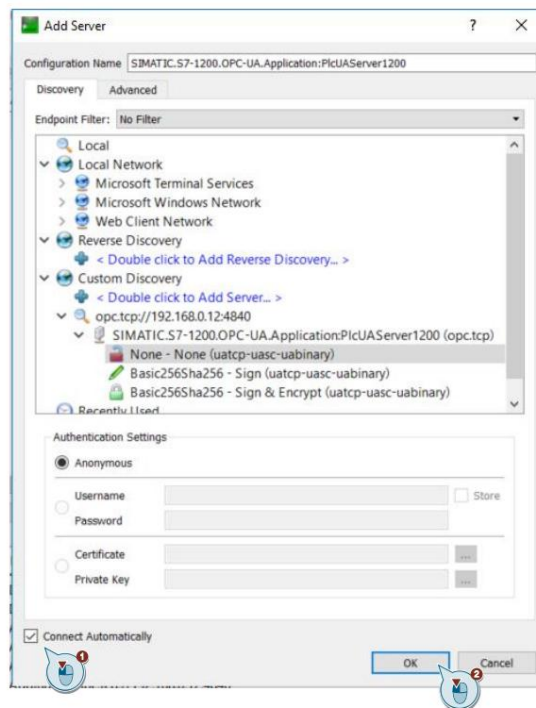 Add Server
?
Configuration Name SIMATIC.S7-1200.OPC-UA.Application:PlcUAServer1200
Discovery Advanced
Endpoint Filter: No Filter
Local
Local Network
Microsoft Terminal Services
Microsoft Windows Network
Web Client Network
Reverse Discovery
< Double click to Add Reverse Discovery... >
Custom Discovery
< Double click to Add Server... >
opc.tcp://192.168.0.12:4840
SIMATIC.S7-1200.OPC-UA.Application:PlcUAServer1200 (opc.tcp)
None - None (uatcp-uasc-uabinary)
Basic256Sha256 - Sign (uatcp-uasc-uabinary)
Basic256Sha256 - Sign & Encrypt (uatcp-uasc-uabinary)
Recently Used
Authentication Settings
Anonymous
Username Store
Password
Certificate ...
Private Key ...
Connect Automatically
1
OK Cancel
2